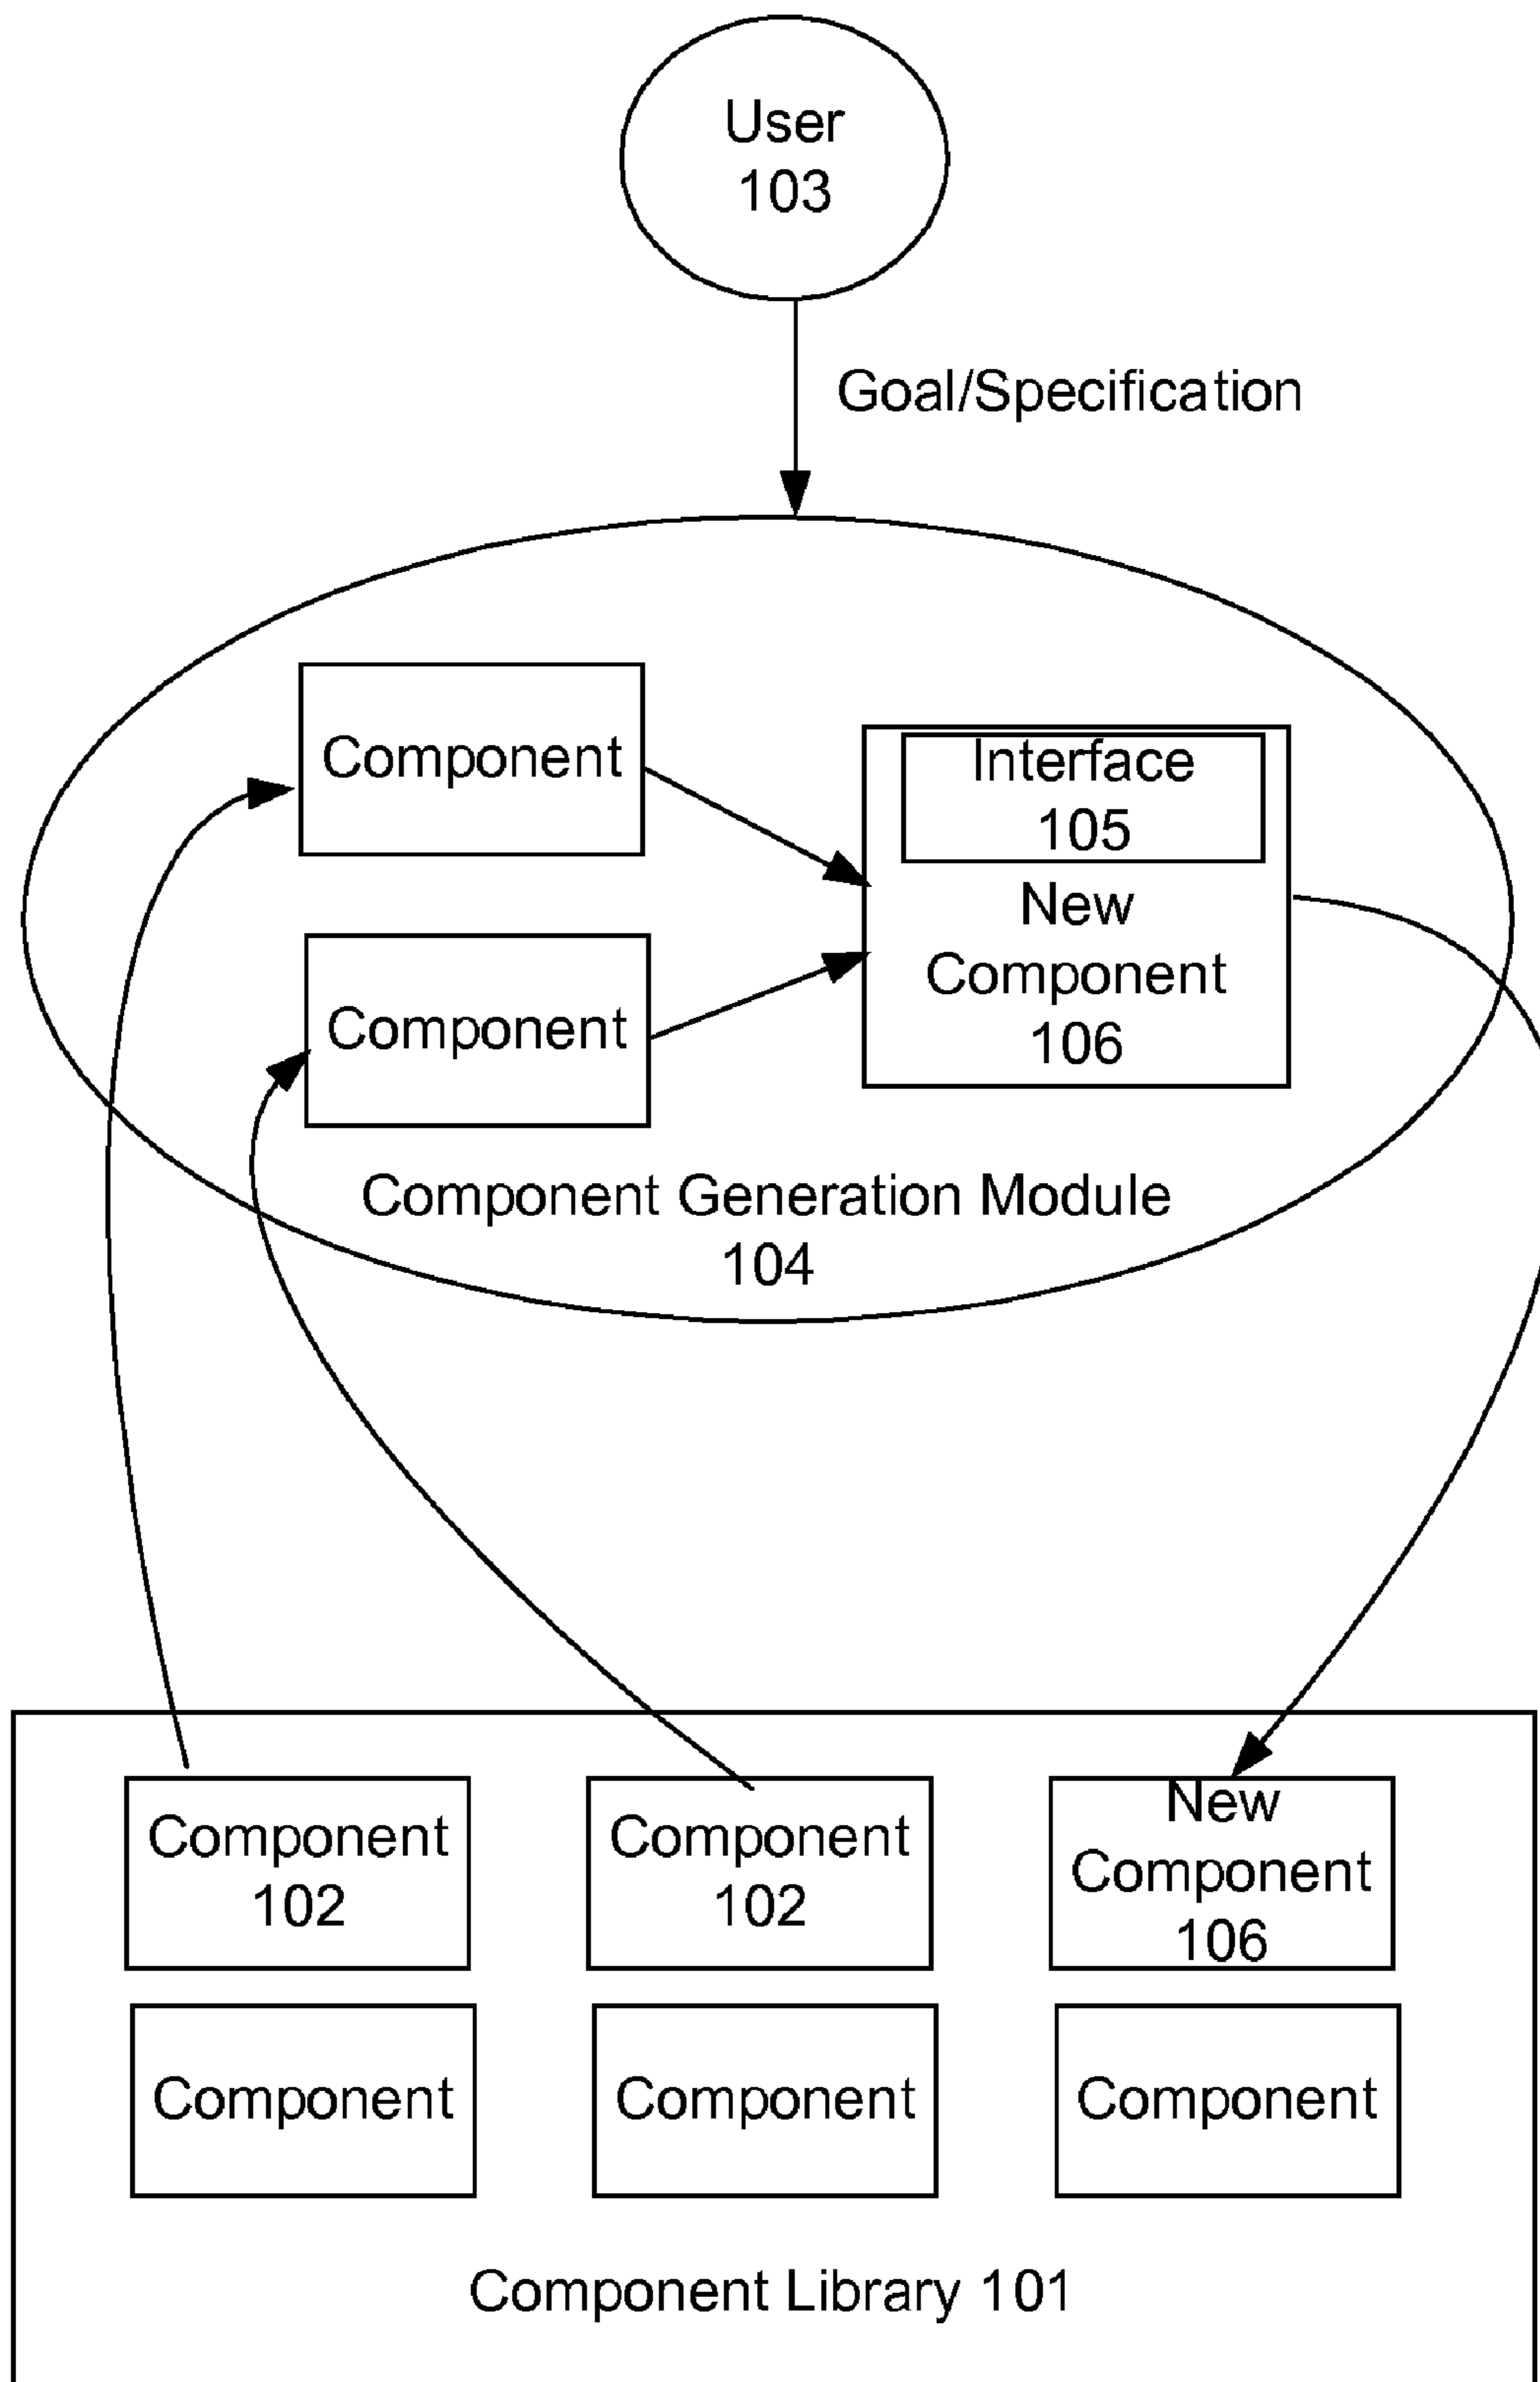 User
103
Goal/Specification
Component
Interface
105
New
Component
106
Component
Component Generation Module
104
Component
102
Component
102
New
Component
106
Component
Component
Component
Component Library 101